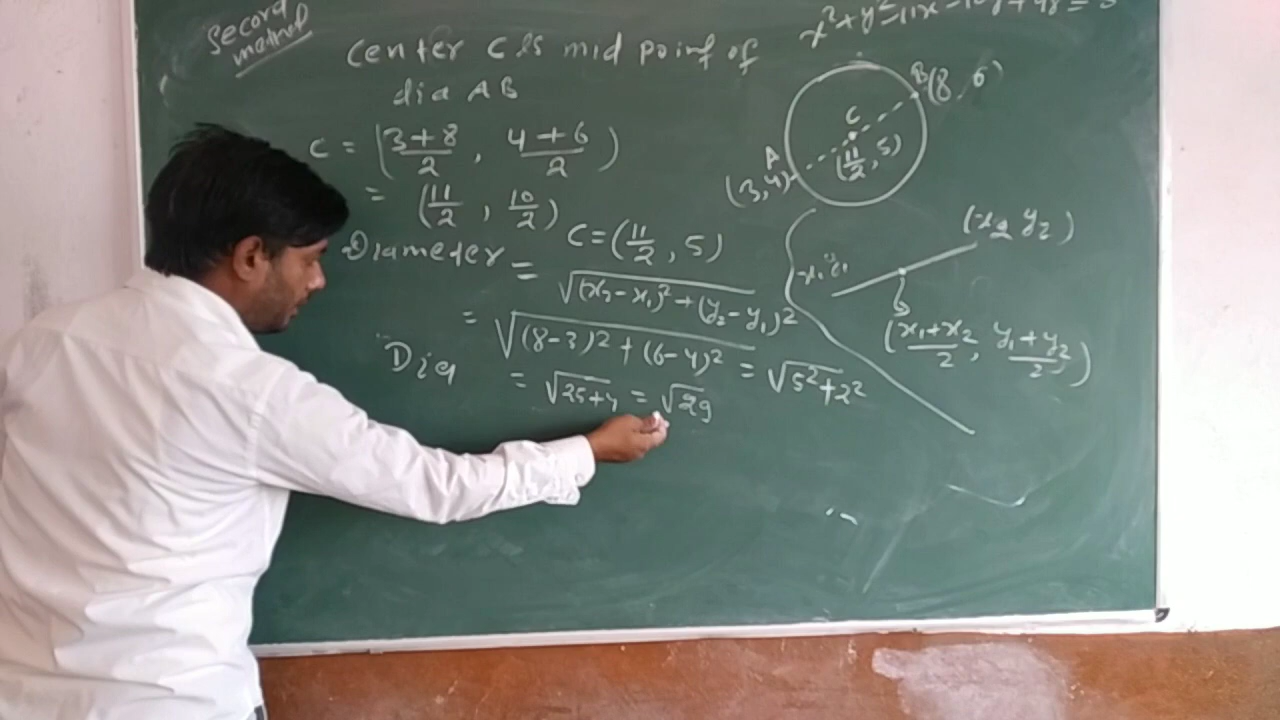 Second method
x²+y²-11x-10y+48=0
Center C is mid point of
dia AB
C = (3+8/2, 4+6/2)
= (11/2, 10/2)
C=(11/2, 5)
Diameter = √(x₂-x₁)²+(y₂-y₁)²
= √(8-3)²+(6-4)² = √5²+2²
Dia = √25+4 = √29
B(8, 6)
C
(11/2, 5)
A
(3,4)
(x₂ y₂)
x₁ y₁
(x₁+x₂/2, y₁+y₂/2)